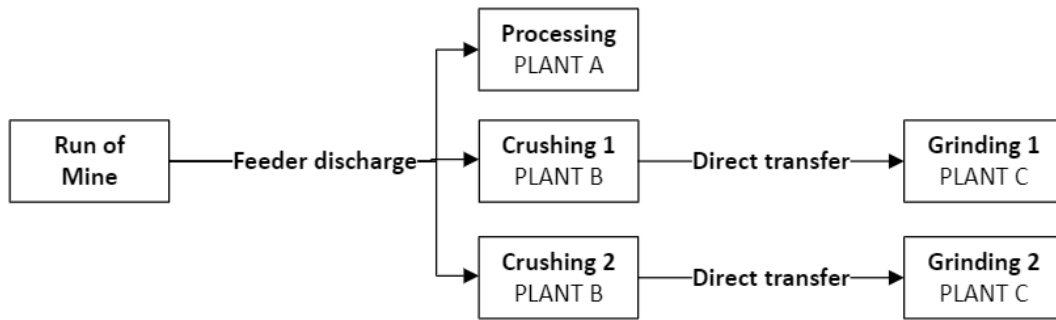 Processing
PLANT A
Run of
Mine
Feeder discharge
Crushing 1
PLANT B
Direct transfer
Grinding 1
PLANT C
Crushing 2
PLANT B
Direct transfer
Grinding 2
PLANT C